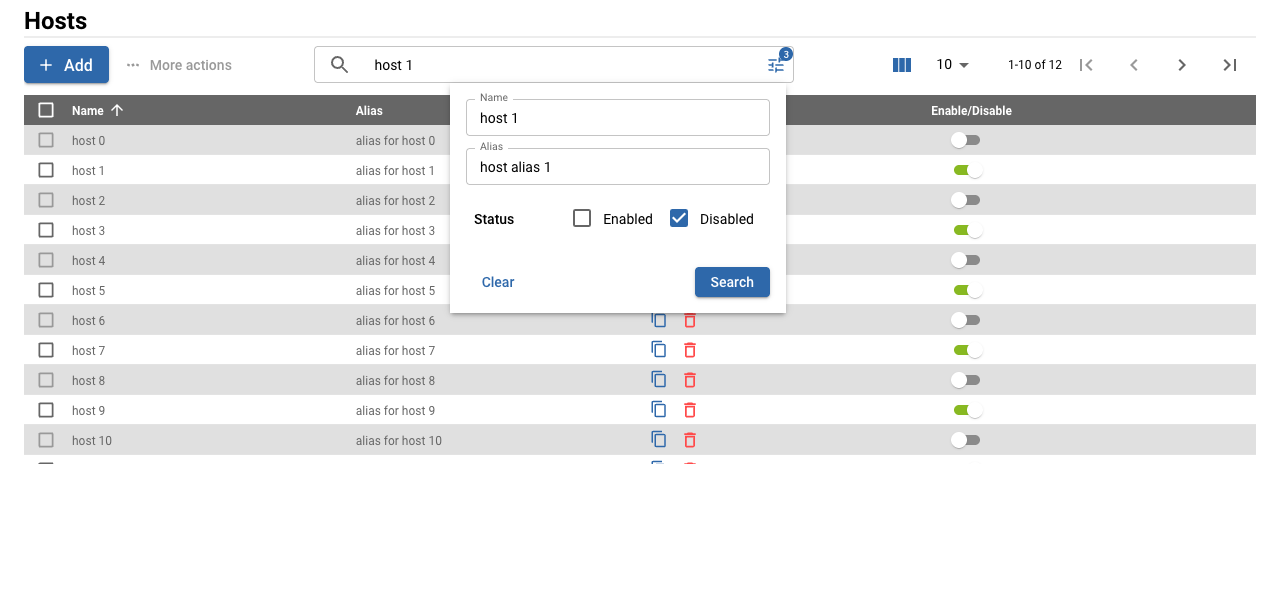 Hosts
Add
More actions
host 1
3
10
1-10 of 12
Name
Alias
Enable/Disable
Name
host 1
Alias
host alias 1
Status
Enabled
Disabled
Clear
Search
host 0 alias for host 0
host 1 alias for host 1
host 2 alias for host 2
host 3 alias for host 3
host 4 alias for host 4
host 5 alias for host 5
host 6 alias for host 6
host 7 alias for host 7
host 8 alias for host 8
host 9 alias for host 9
host 10 alias for host 10